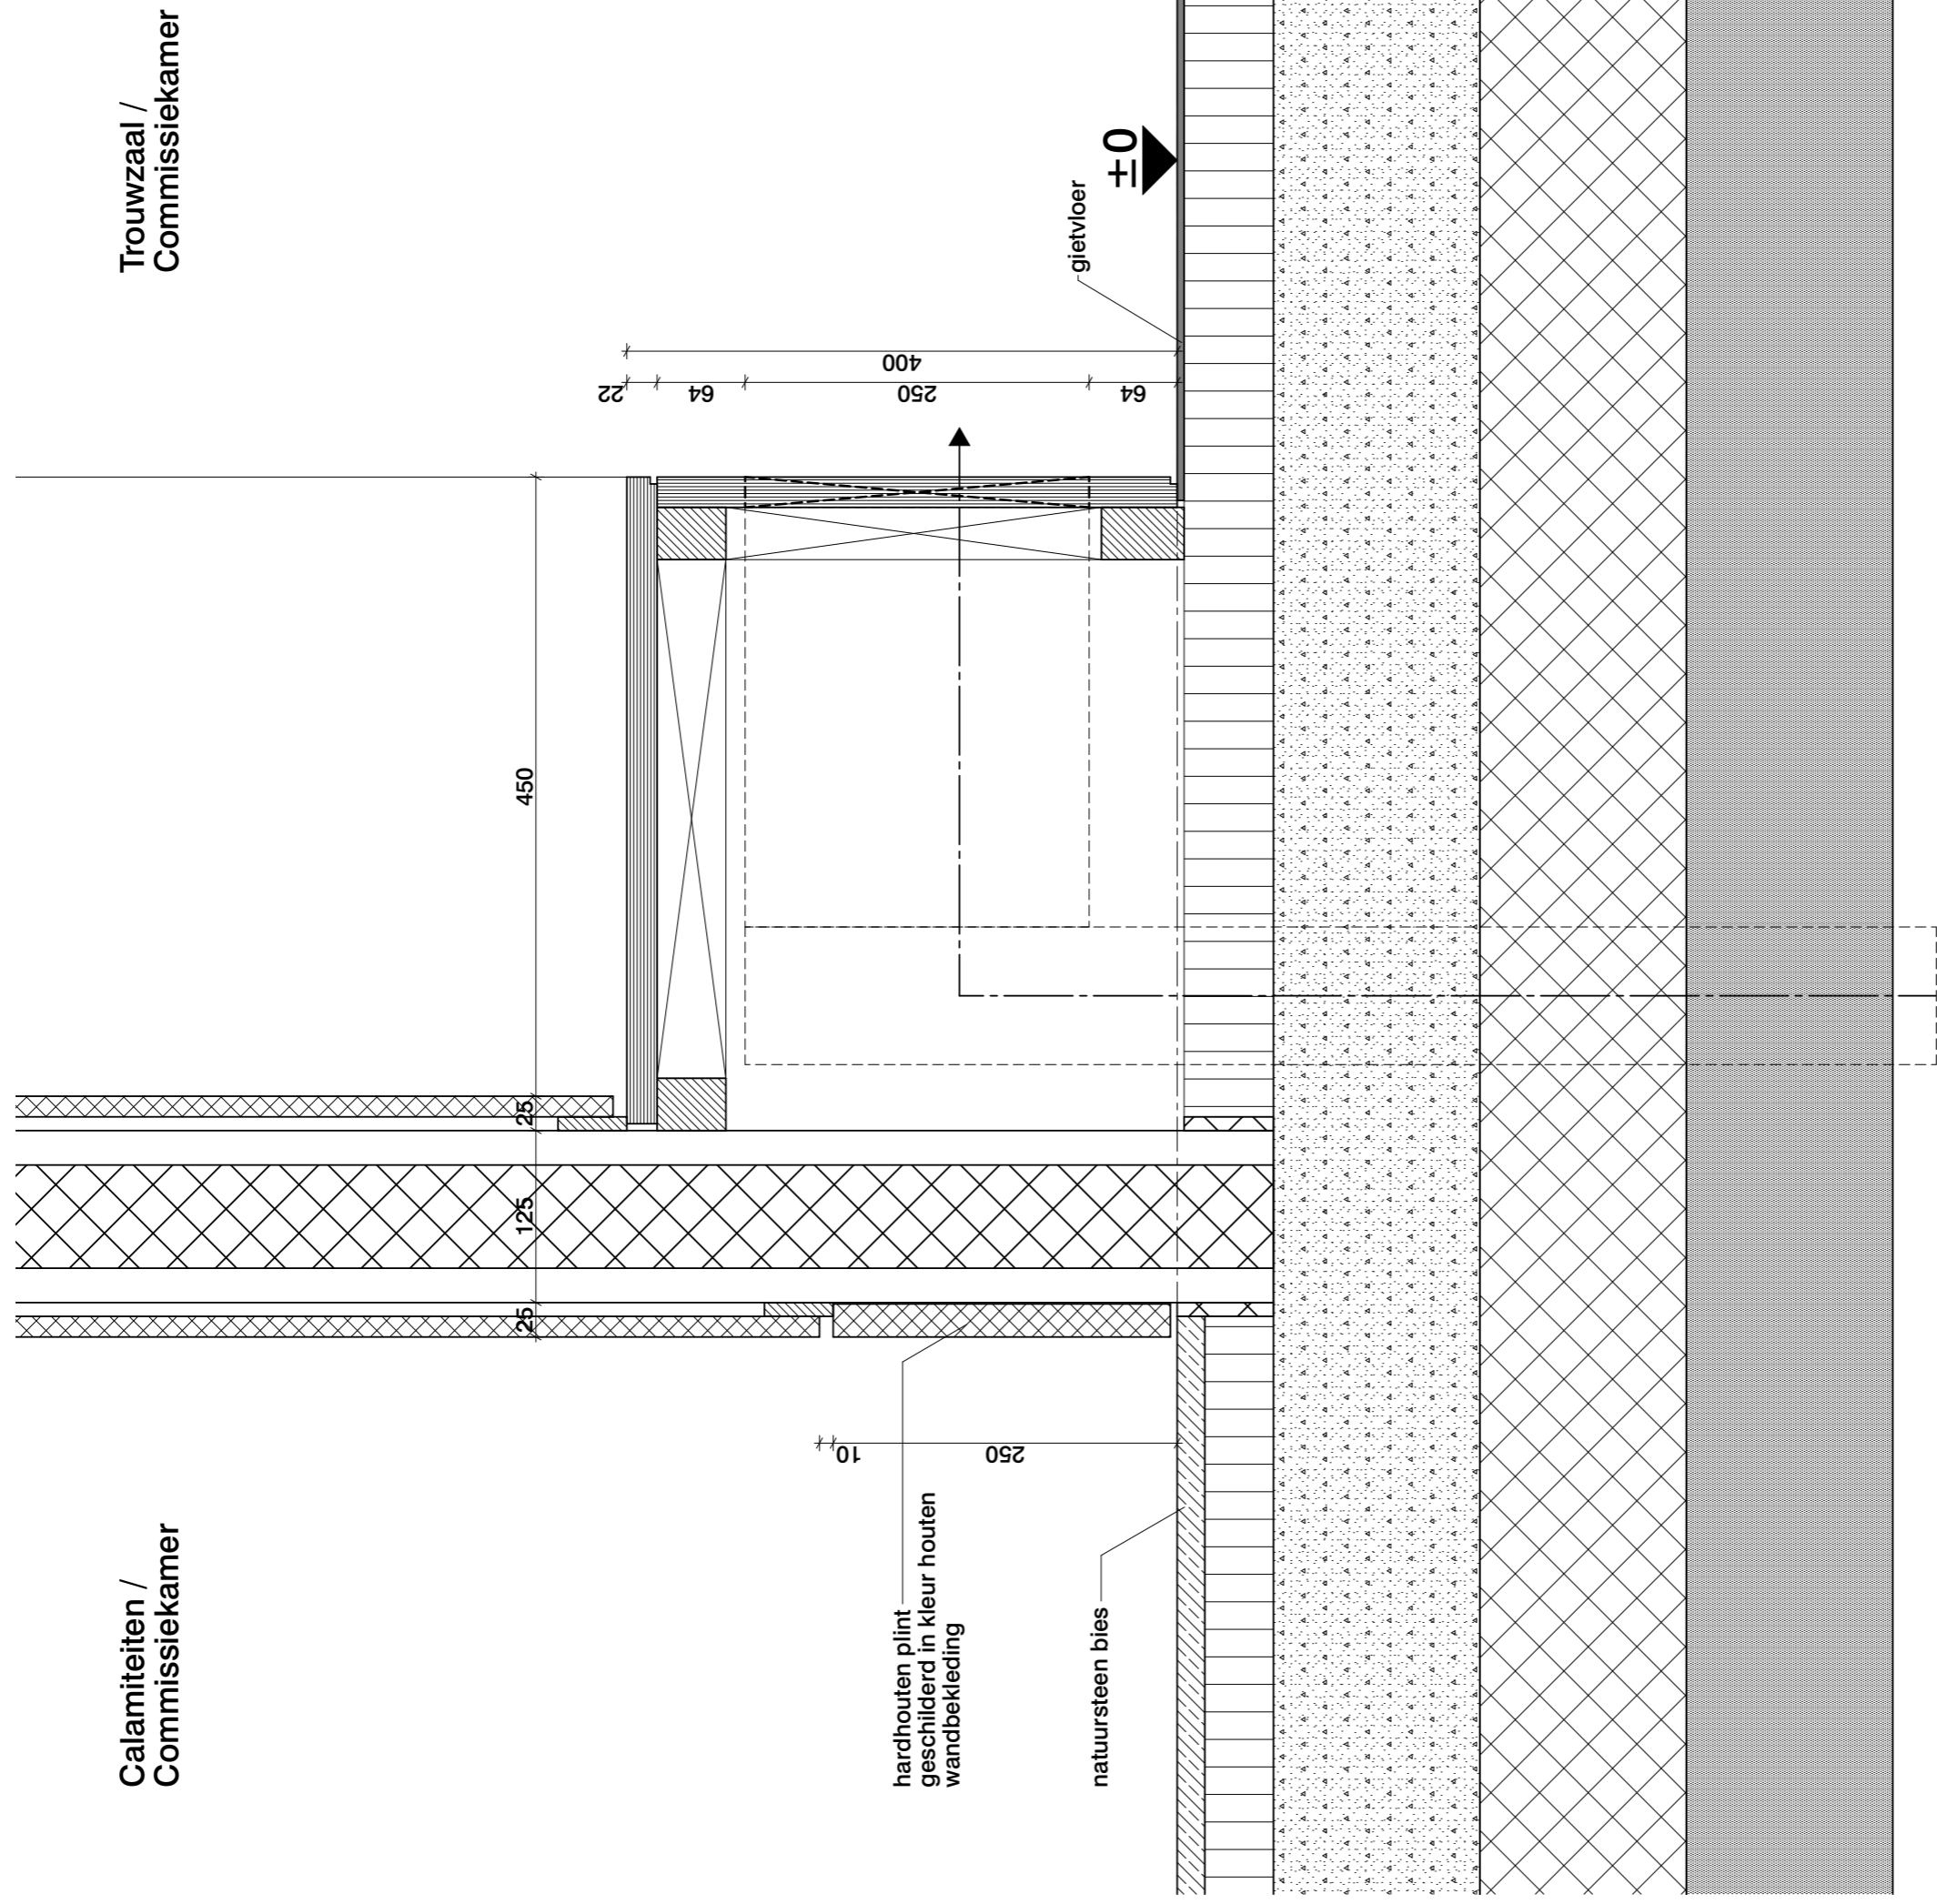 Calamiteiten /
Commissiekamer
Trouwzaal /
Commissiekamer
25
125
25
450
22
64
250
64
400
10
250
hardhouten plint
geschilderd in kleur houten
wandbekleding
natuursteen bies
gietvloer
±0